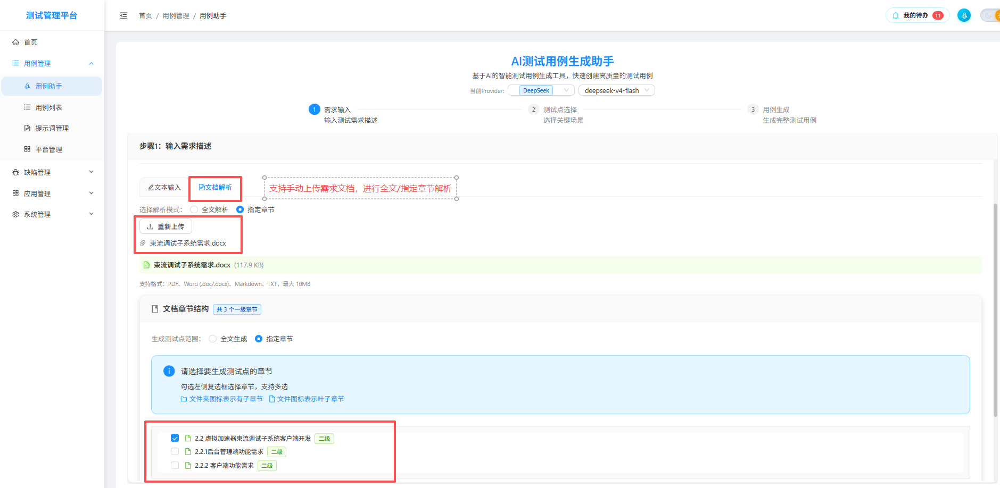 测试管理平台
首页 / 用例管理 / 用例助手
我的待办 11
首页
用例管理
用例助手
用例列表
提示词管理
平台管理
缺陷管理
应用管理
系统管理
AI测试用例生成助手
基于AI的智能测试用例生成工具，快速创建高质量的测试用例
当前Provider: DeepSeek deepseek-v4-flash
1 需求输入
输入测试需求描述
2 测试点选择
选择关键场景
3 用例生成
生成完整测试用例
步骤1：输入需求描述
文本输入 文档解析
支持手动上传需求文档，进行全文/指定章节解析
选择解析模式： 全文解析 指定章节
重新上传
束流调试子系统需求.docx
束流调试子系统需求.docx (117.9 KB)
支持格式：PDF、Word (.doc/.docx)、Markdown、TXT，最大 10MB
文档章节结构 共 3 个一级章节
生成测试点范围： 全文生成 指定章节
请选择要生成测试点的章节
勾选左侧复选框选择章节，支持多选
文件夹图标表示有子章节 文件图标表示叶子章节
2.2 虚拟加速器束流调试子系统客户端开发 二级
2.2.1后台管理端功能需求 二级
2.2.2 客户端功能需求 二级